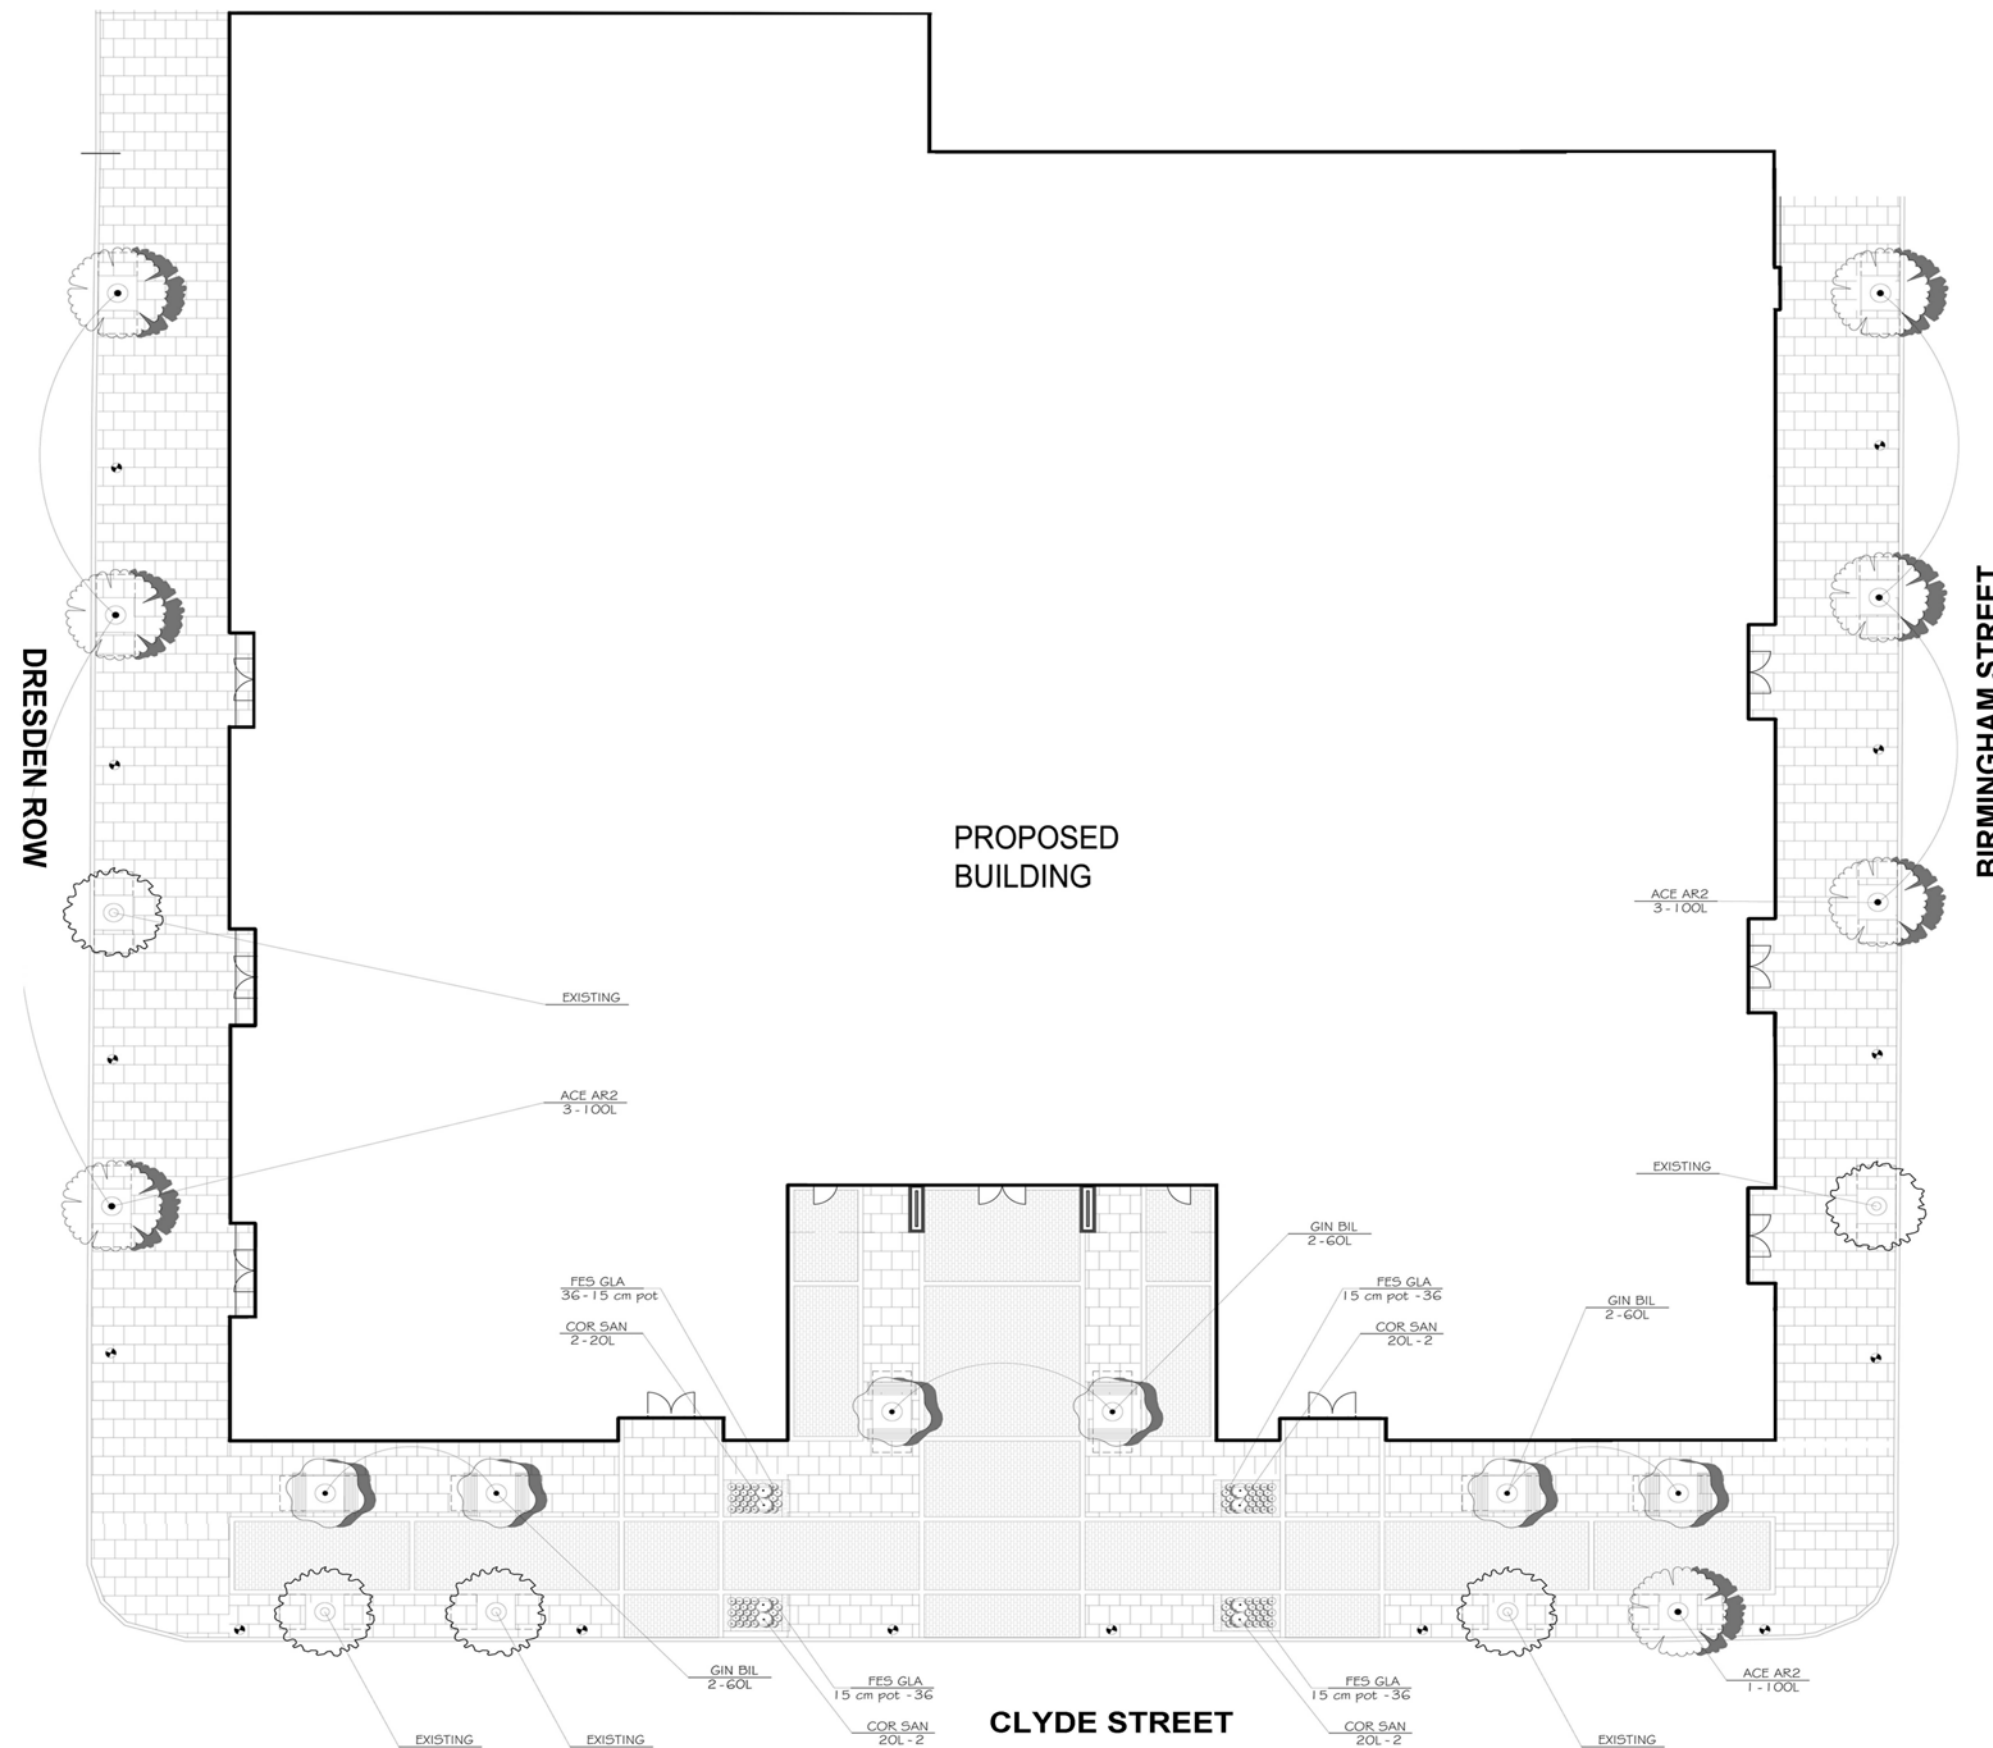 DRESDEN ROW
BIRMINGHAM STREET
PROPOSED
BUILDING
ACE AR2
3-100L
EXISTING
ACE AR2
3-100L
EXISTING
GIN BIL
2-60L
FES GLA
36-15 cm pot
FES GLA
15 cm pot -36
GIN BIL
2-60L
COR SAN
2-20L
COR SAN
20L-2
GIN BIL
2-60L
FES GLA
15 cm pot -36
FES GLA
15 cm pot -36
ACE AR2
1-100L
CLYDE STREET
COR SAN
20L-2
COR SAN
20L-2
EXISTING
EXISTING
EXISTING